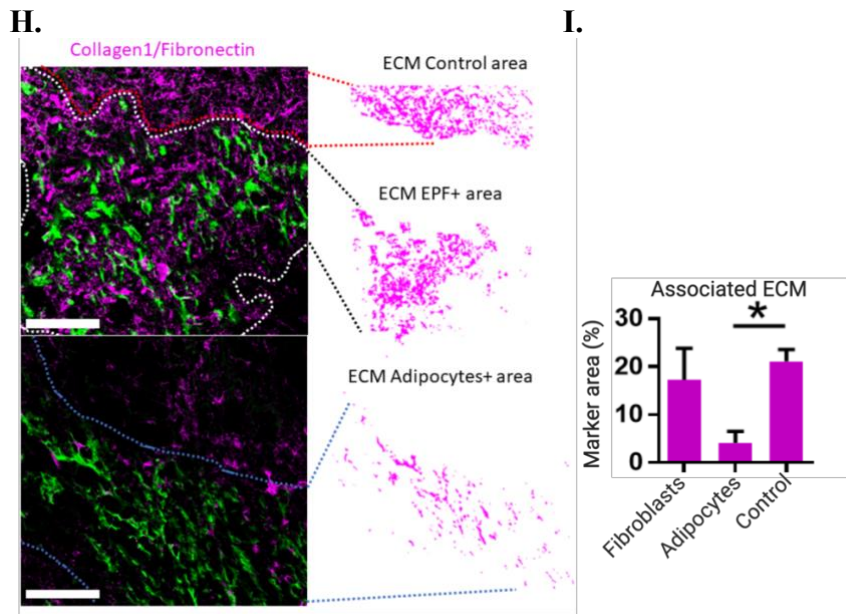 H.
I.
Collagen1/Fibronectin
ECM Control area
ECM EPF+ area
ECM Adipocytes+ area
Associated ECM
*
Marker area (%)
30
20
10
0
Fibroblasts
Adipocytes
Control